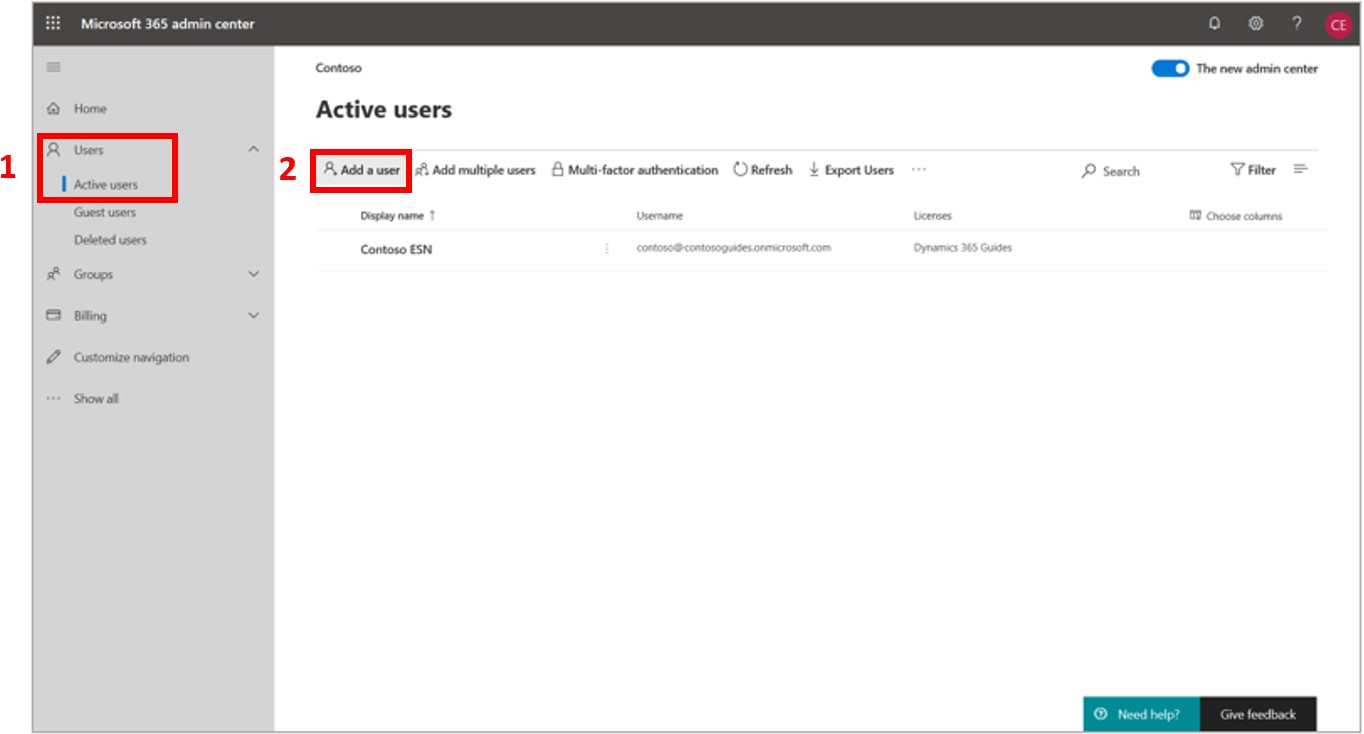 Microsoft 365 admin center
CE
Contoso
The new admin center
Home
Active users
1
Users
2
Add a user
Add multiple users
Multi-factor authentication
Refresh
Export Users
···
Search
Filter
Active users
Guest users
Display name ↑
Username
Licenses
Choose columns
Deleted users
Contoso ESN
contoso@contosoguides.onmicrosoft.com
Dynamics 365 Guides
Groups
Billing
Customize navigation
··· Show all
Need help?
Give feedback